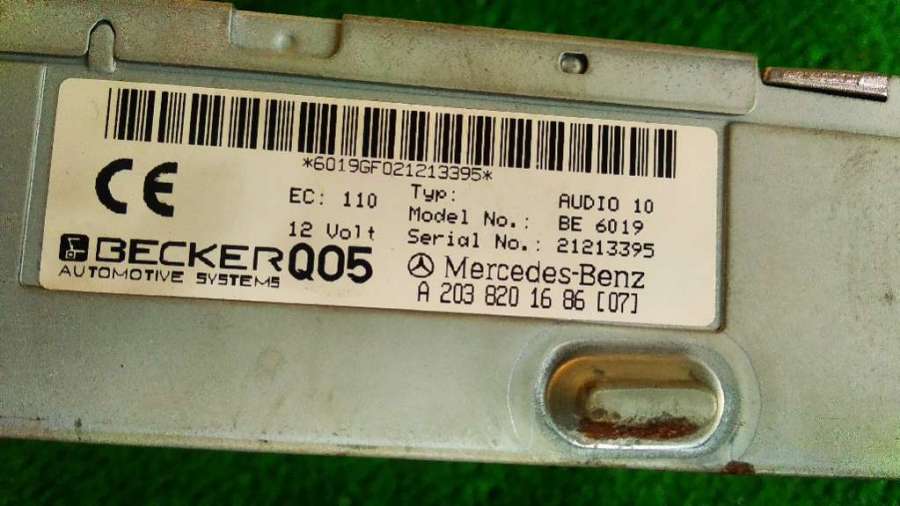 *6019GF021213395*
CE
EC: 110
12 Volt
Typ: AUDIO 10
Model No.: BE 6019
Serial No.: 21213395
BECKER Q05
AUTOMOTIVE SYSTEMS
Mercedes-Benz
A 203 820 16 86 [07]